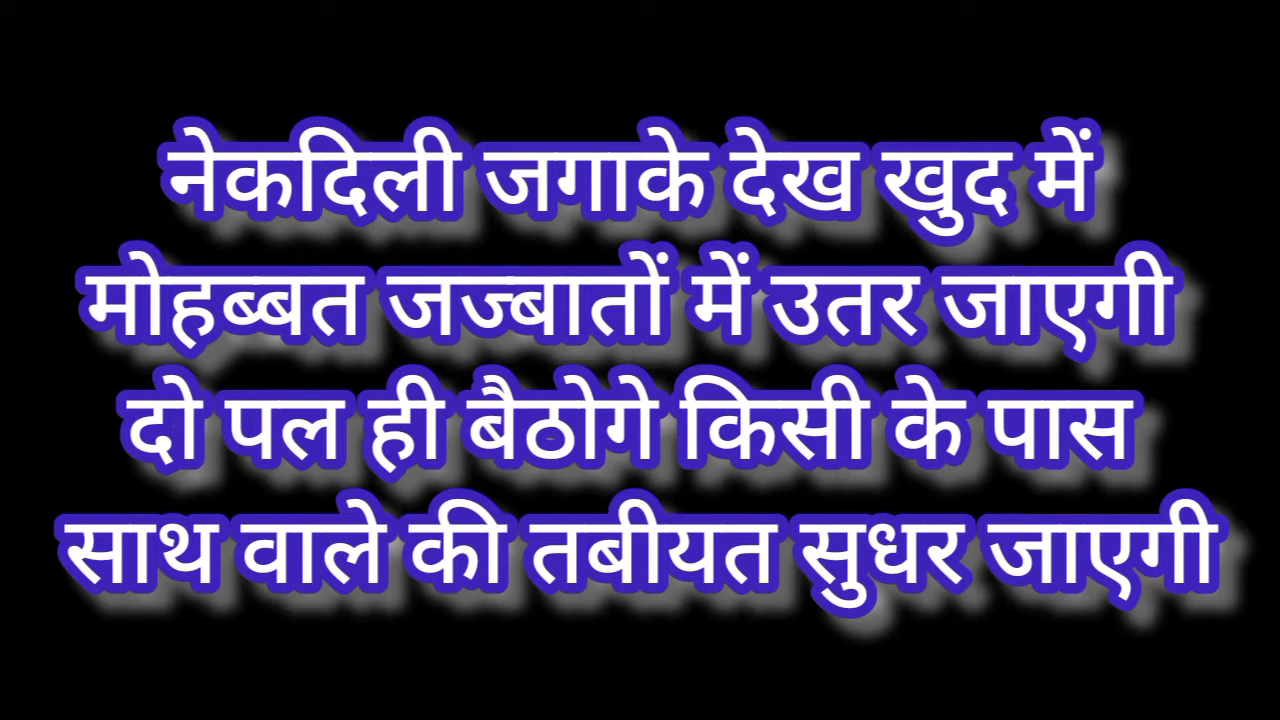 नेकदिली जगाके देख खुद में
मोहब्बत जज्बातों में उतर जाएगी
दो पल ही बैठोगे किसी के पास
साथ वाले की तबीयत सुधर जाएगी